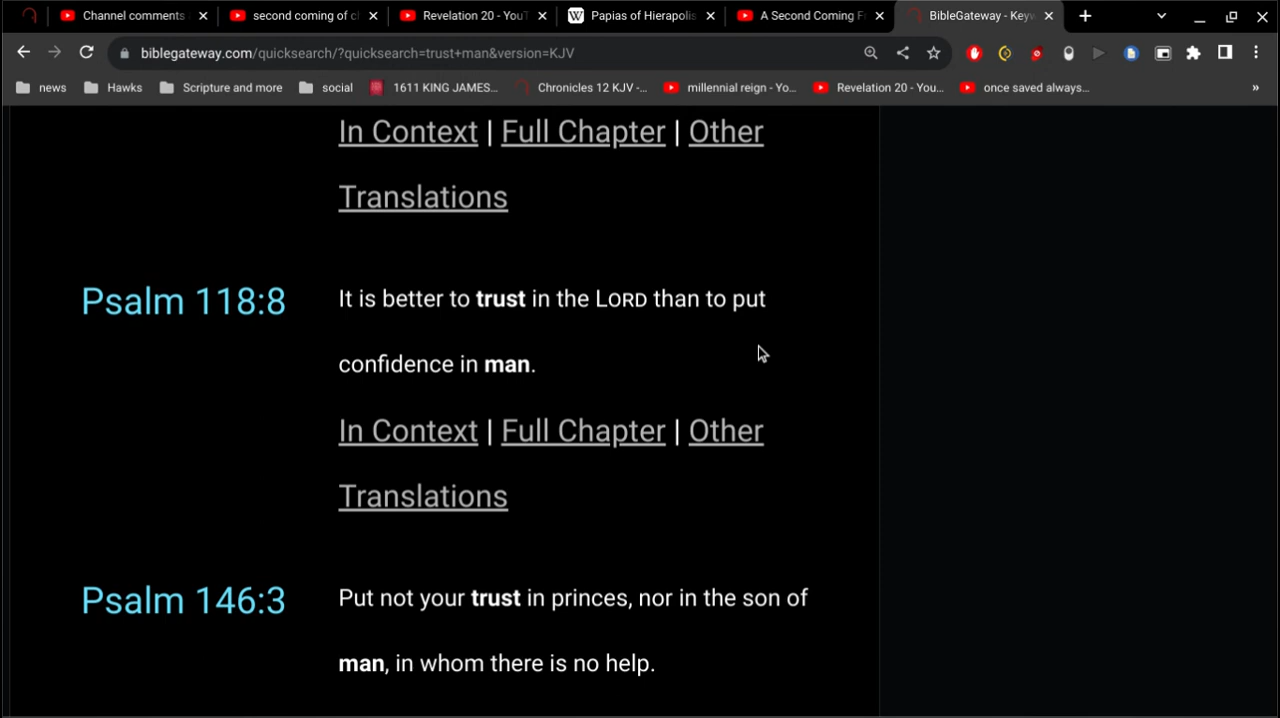 Channel comments
second coming of cl
Revelation 20 - YouT
Papias of Hierapolis
A Second Coming Fr
BibleGateway - Keyw
biblegateway.com/quicksearch/?quicksearch=trust+man&version=KJV
news
Hawks
Scripture and more
social
1611 KING JAMES...
Chronicles 12 KJV -...
millennial reign - Yo...
Revelation 20 - You...
once saved always...
»
In Context | Full Chapter | Other
Translations
Psalm 118:8
It is better to trust in the LORD than to put
confidence in man.
In Context | Full Chapter | Other
Translations
Psalm 146:3
Put not your trust in princes, nor in the son of
man, in whom there is no help.